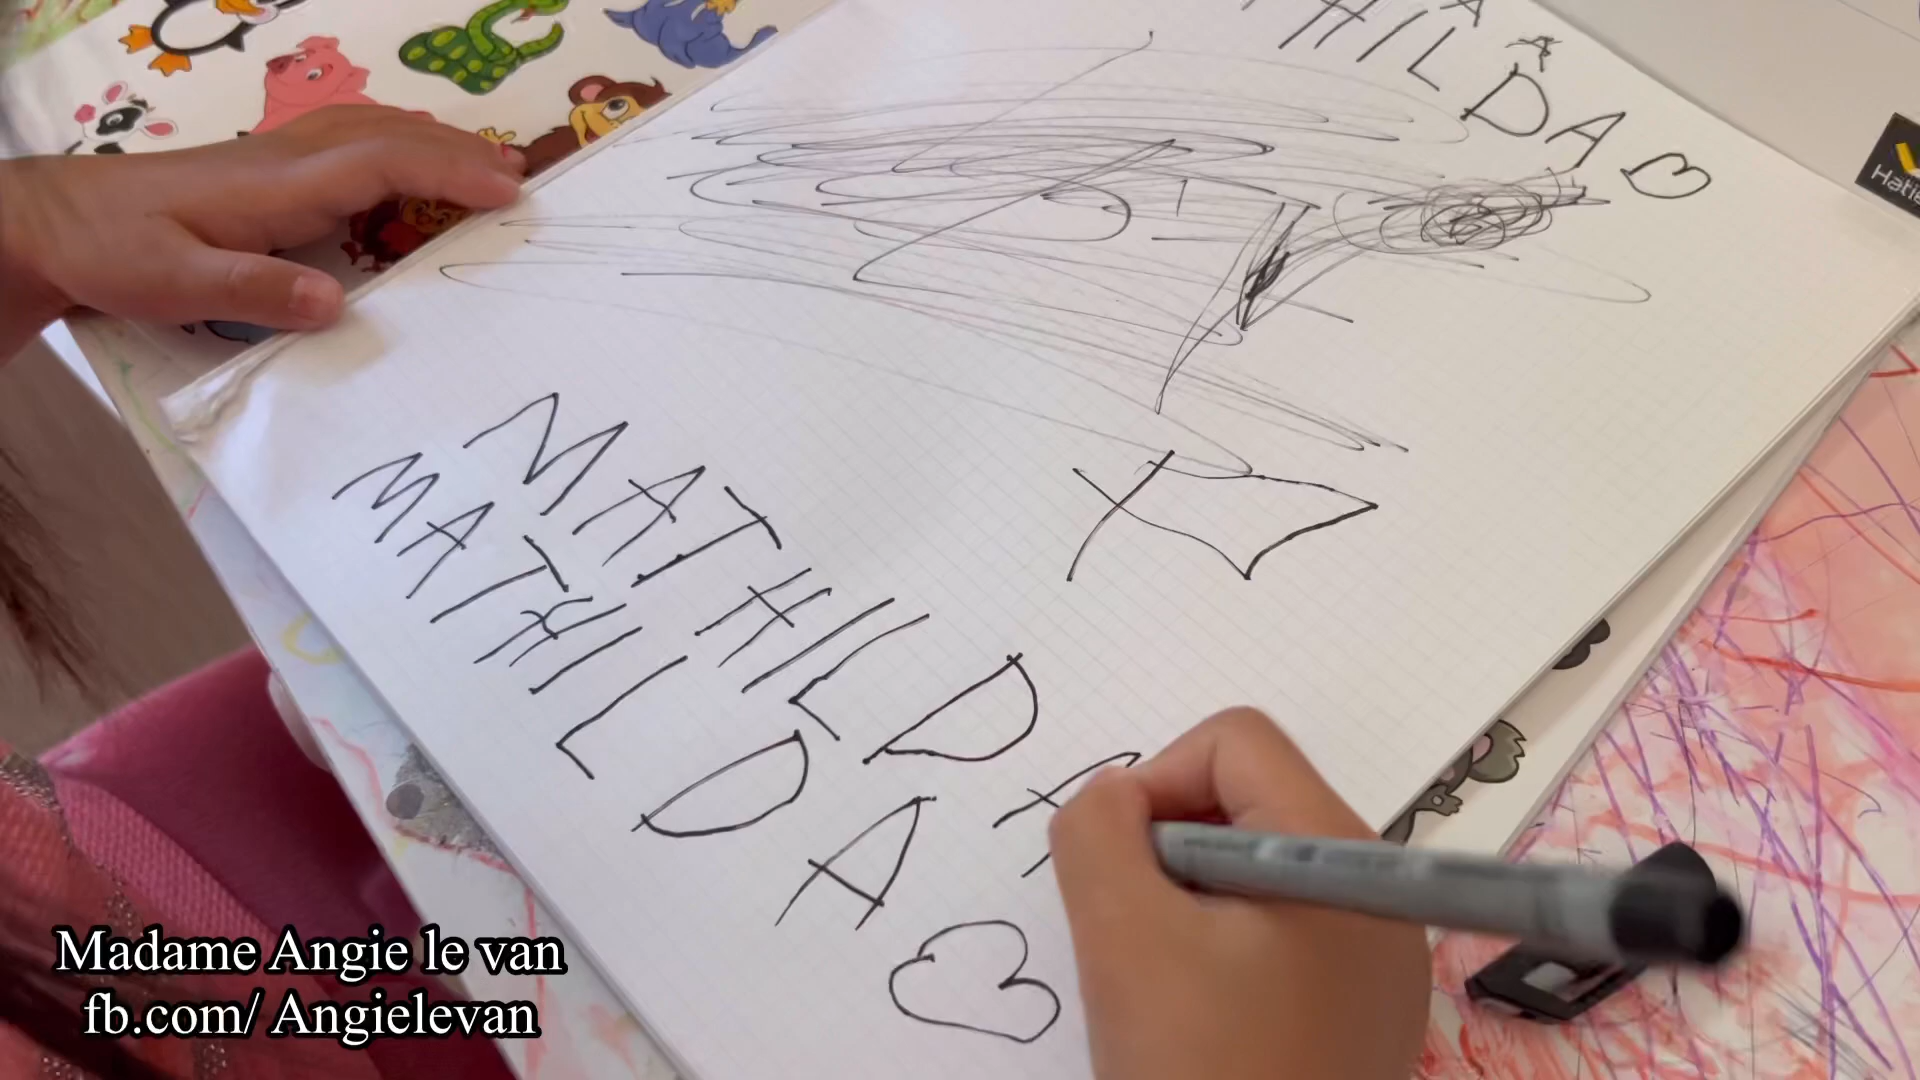 HILDA
MATHILDA
MATHILDA
Madame Angie le van
fb.com/ Angielevan